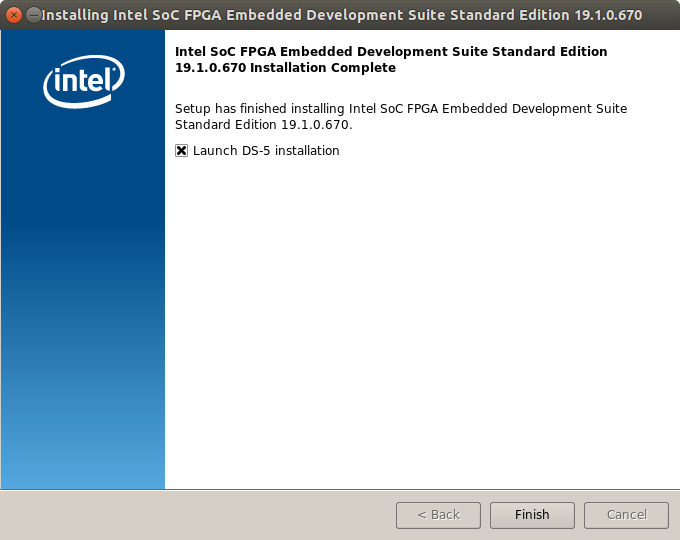 Installing Intel SoC FPGA Embedded Development Suite Standard Edition 19.1.0.670
intel
Intel SoC FPGA Embedded Development Suite Standard Edition
19.1.0.670 Installation Complete
Setup has finished installing Intel SoC FPGA Embedded Development Suite
Standard Edition 19.1.0.670.
Launch DS-5 installation
< Back
Finish
Cancel